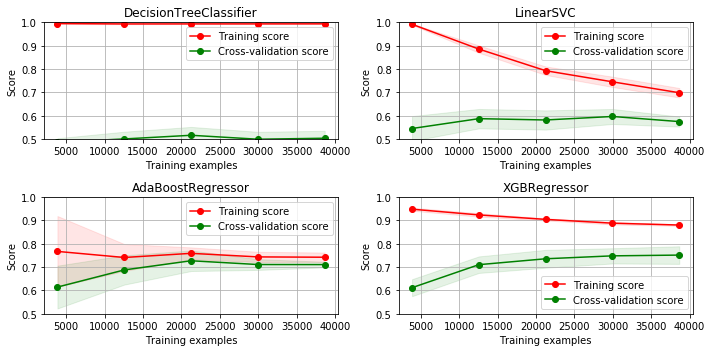 DecisionTreeClassifier
1.0
0.9
0.8
0.7
0.6
0.5
Score
Training score
Cross-validation score
5000 10000 15000 20000 25000 30000 35000 40000
Training examples
LinearSVC
1.0
0.9
0.8
0.7
0.6
0.5
Score
Training score
Cross-validation score
5000 10000 15000 20000 25000 30000 35000 40000
Training examples
AdaBoostRegressor
1.0
0.9
0.8
0.7
0.6
0.5
Score
Training score
Cross-validation score
5000 10000 15000 20000 25000 30000 35000 40000
Training examples
XGBRegressor
1.0
0.9
0.8
0.7
0.6
0.5
Score
Training score
Cross-validation score
5000 10000 15000 20000 25000 30000 35000 40000
Training examples